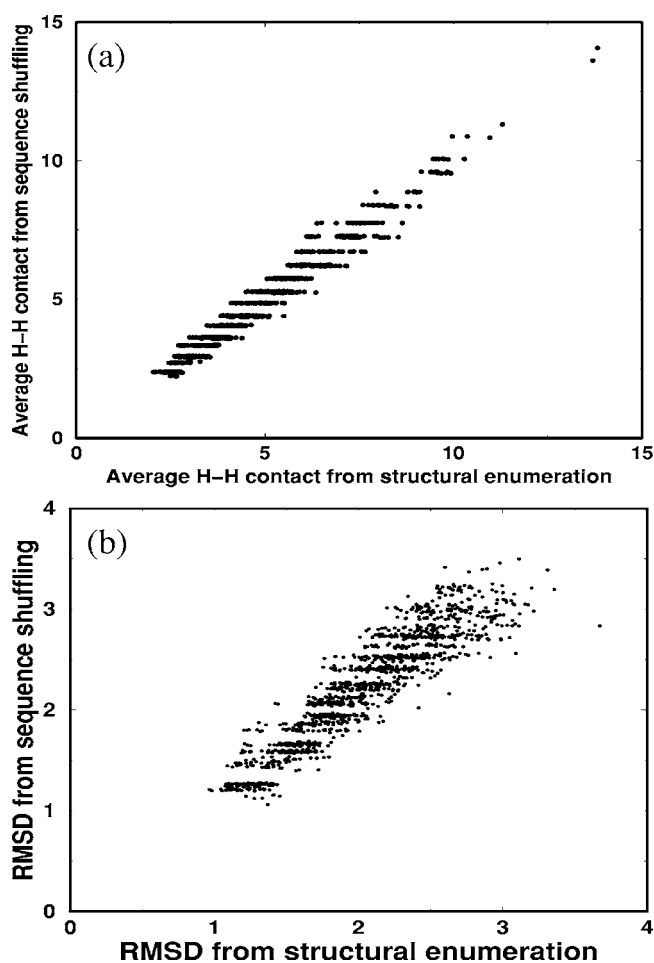 15
(a)
Average H-H contact from sequence shuffling
10
5
0
0 5 10 15
Average H-H contact from structural enumeration
4
(b)
RMSD from sequence shuffling
3
2
1
0
0 1 2 3 4
RMSD from structural enumeration